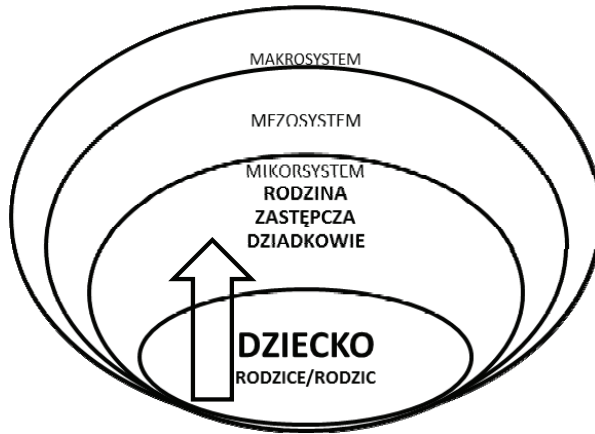 MAKROSYSTEM
MEZOSYSTEM
MIKORSYSTEM
RODZINA
ZASTĘPCZA
DZIADKOWIE
DZIECKO
RODZICE/RODZIC